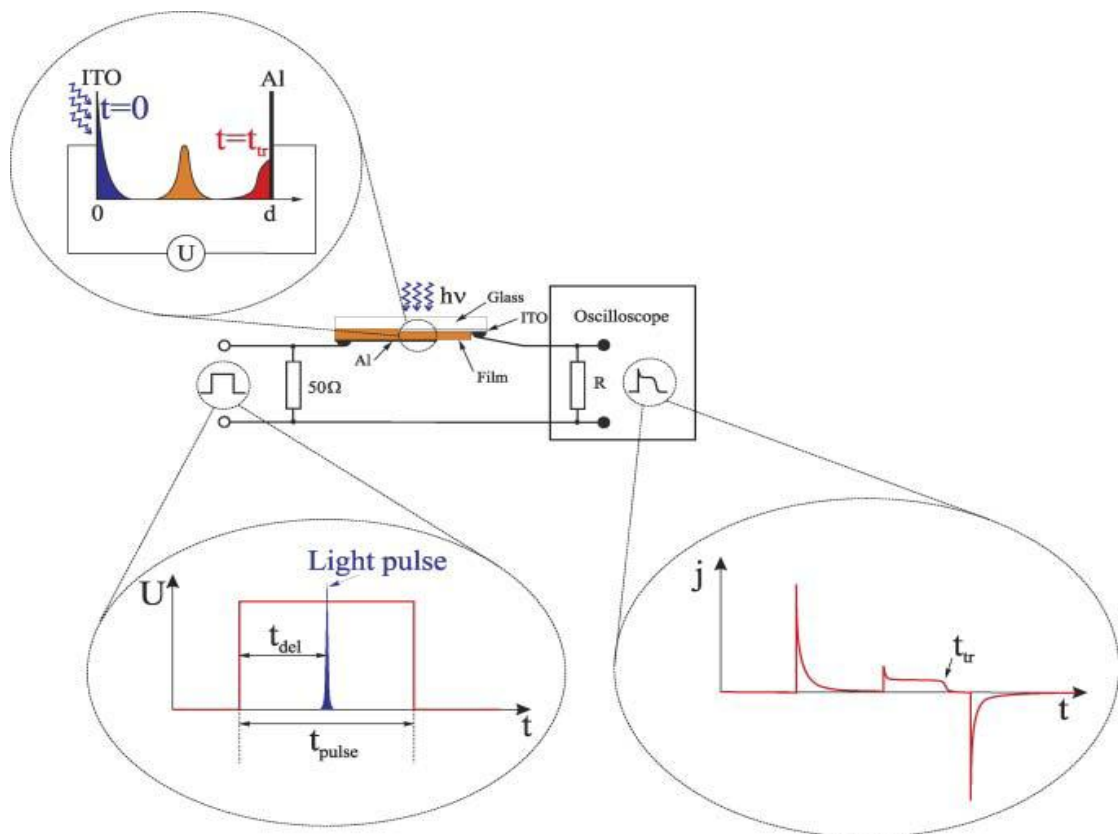 ITO
Al
t=0
t=t_tr
0
d
U
hν
Glass
ITO
Oscilloscope
Al
Film
50Ω
R
Light pulse
U
t_del
t
t_pulse
j
t_tr
t